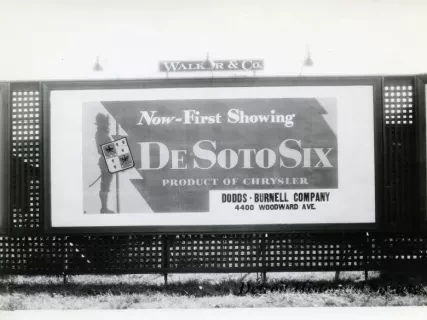 WALKER & CO.
Now-First Showing
DE SOTO SIX
PRODUCT OF CHRYSLER
DODDS - BURNELL COMPANY
4400 WOODWARD AVE.